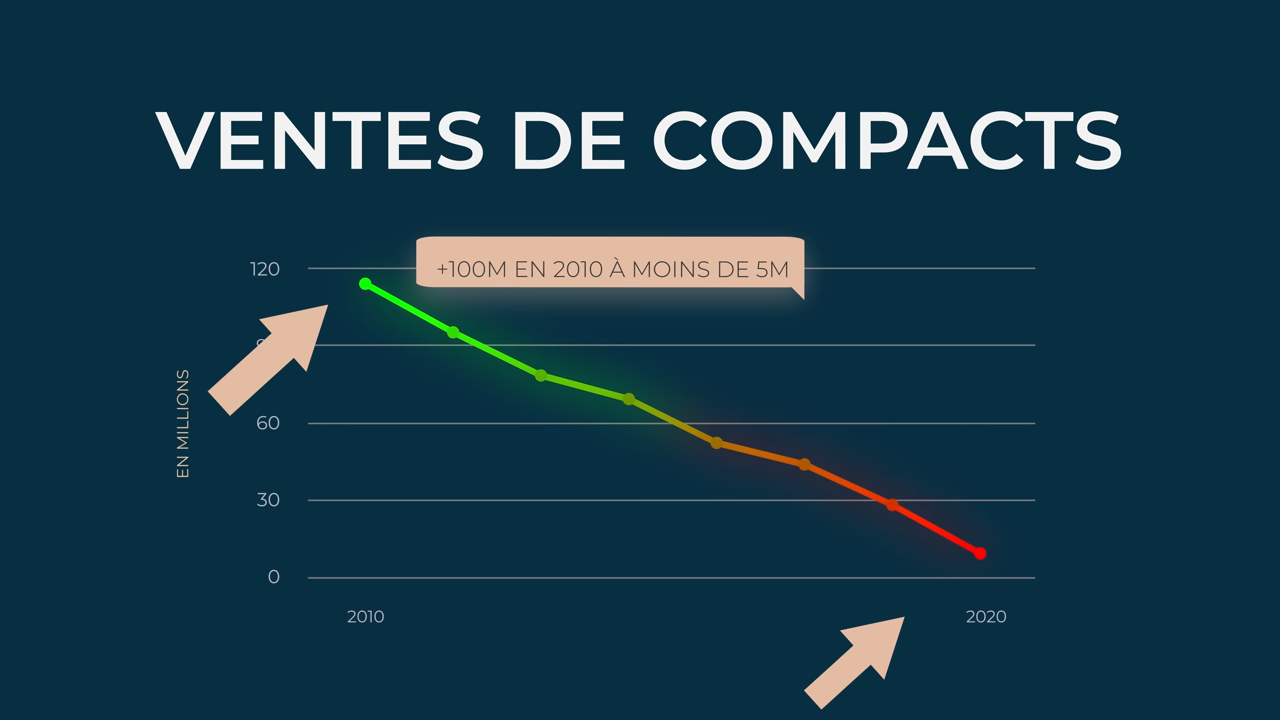 VENTES DE COMPACTS
+100M EN 2010 À MOINS DE 5M
120
60
30
0
EN MILLIONS
2010
2020